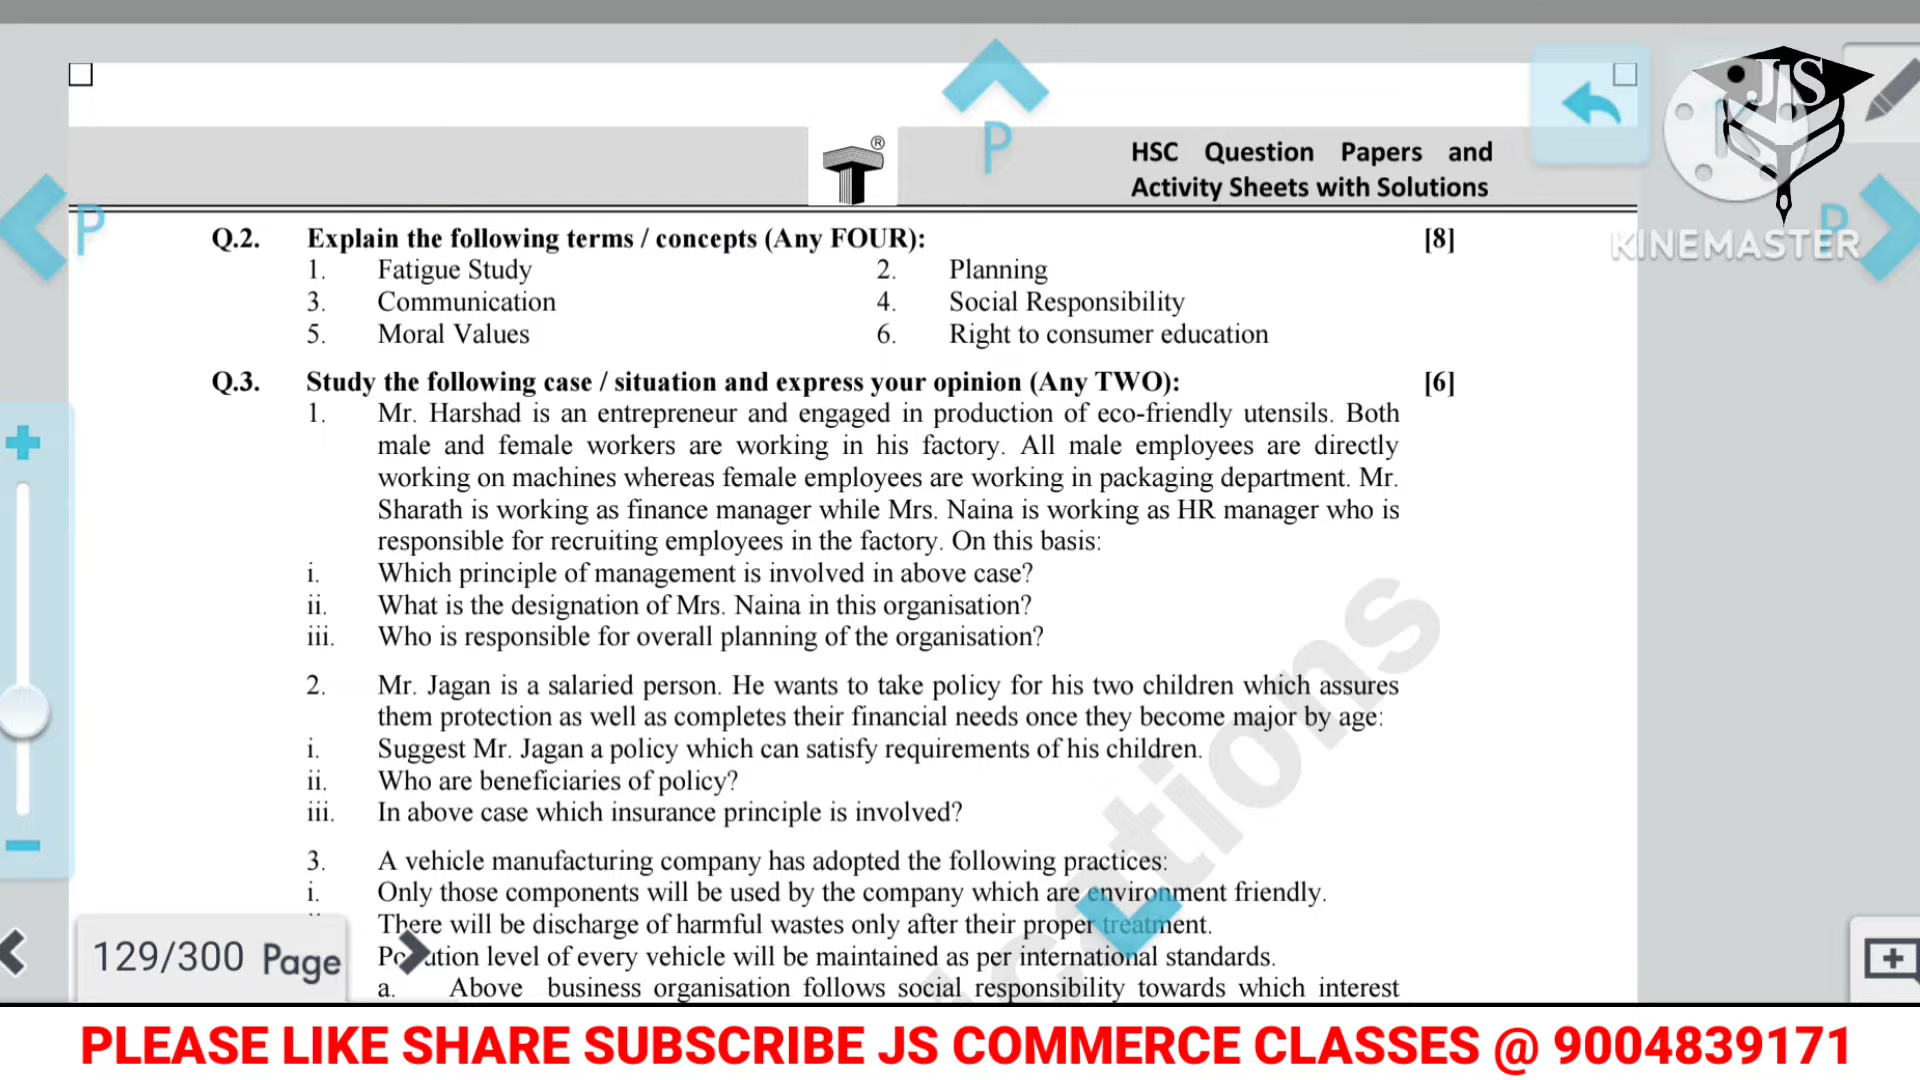 JS
HSC Question Papers and
Activity Sheets with Solutions
®
P
P
P
KINEMASTER
Q.2. Explain the following terms / concepts (Any FOUR): [8]
1. Fatigue Study 2. Planning
3. Communication 4. Social Responsibility
5. Moral Values 6. Right to consumer education
Q.3. Study the following case / situation and express your opinion (Any TWO): [6]
1. Mr. Harshad is an entrepreneur and engaged in production of eco-friendly utensils. Both
male and female workers are working in his factory. All male employees are directly
working on machines whereas female employees are working in packaging department. Mr.
Sharath is working as finance manager while Mrs. Naina is working as HR manager who is
responsible for recruiting employees in the factory. On this basis:
i. Which principle of management is involved in above case?
ii. What is the designation of Mrs. Naina in this organisation?
iii. Who is responsible for overall planning of the organisation?
2. Mr. Jagan is a salaried person. He wants to take policy for his two children which assures
them protection as well as completes their financial needs once they become major by age:
i. Suggest Mr. Jagan a policy which can satisfy requirements of his children.
ii. Who are beneficiaries of policy?
iii. In above case which insurance principle is involved?
3. A vehicle manufacturing company has adopted the following practices:
i. Only those components will be used by the company which are environment friendly.
There will be discharge of harmful wastes only after their proper treatment.
level of every vehicle will be maintained as per international standards.
a. Above business organisation follows social responsibility towards which interest
129/300 Page
PLEASE LIKE SHARE SUBSCRIBE JS COMMERCE CLASSES @ 9004839171